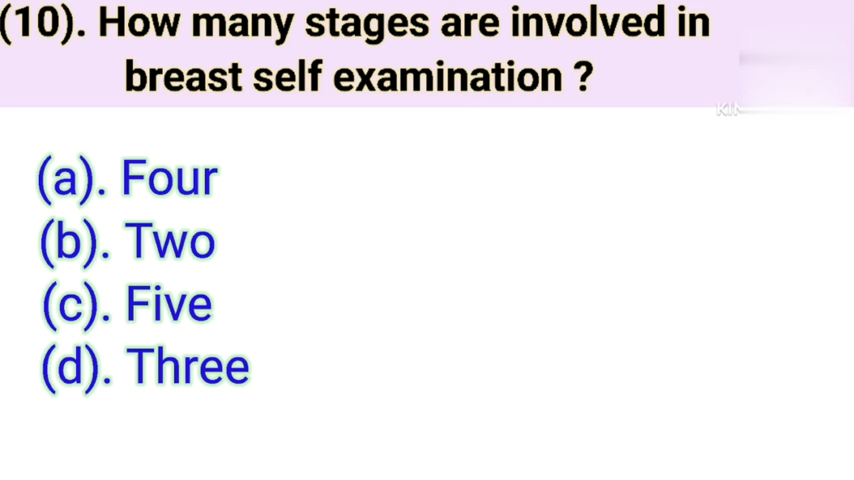 (10). How many stages are involved in
breast self examination ?
(a). Four
(b). Two
(c). Five
(d). Three